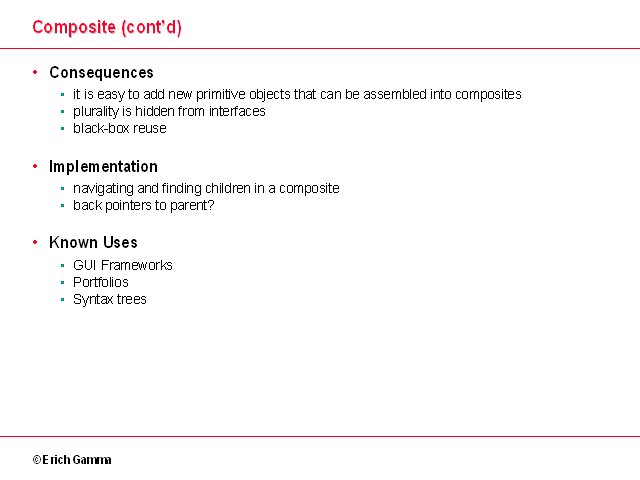 Composite (cont'd)
• Consequences
• it is easy to add new primitive objects that can be assembled into composites
• plurality is hidden from interfaces
• black-box reuse
• Implementation
• navigating and finding children in a composite
• back pointers to parent?
• Known Uses
• GUI Frameworks
• Portfolios
• Syntax trees
© Erich Gamma